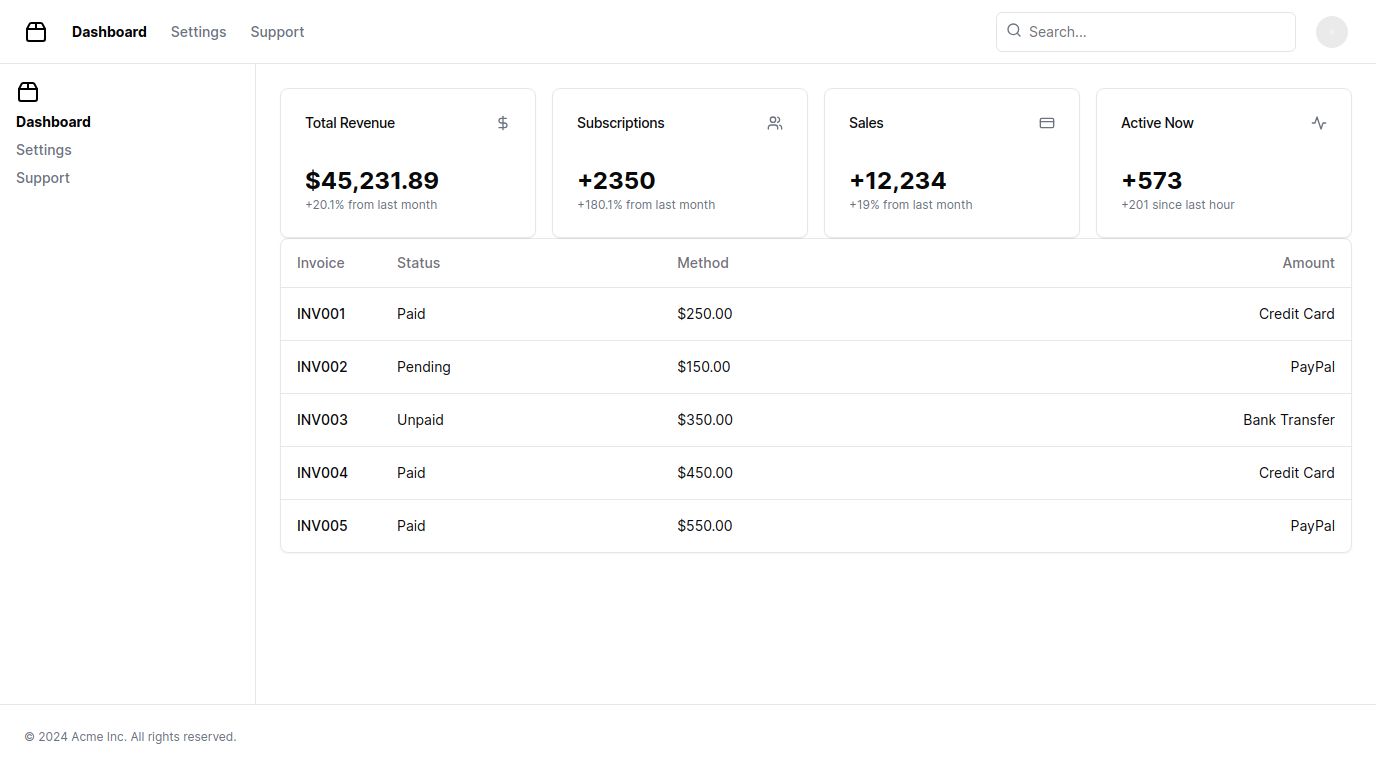 Dashboard Settings Support Search...
Dashboard
Settings
Support
Total Revenue Subscriptions Sales Active Now
$45,231.89 +2350 +12,234 +573
+20.1% from last month +180.1% from last month +19% from last month +201 since last hour
Invoice Status Method Amount
INV001 Paid $250.00 Credit Card
INV002 Pending $150.00 PayPal
INV003 Unpaid $350.00 Bank Transfer
INV004 Paid $450.00 Credit Card
INV005 Paid $550.00 PayPal
© 2024 Acme Inc. All rights reserved.